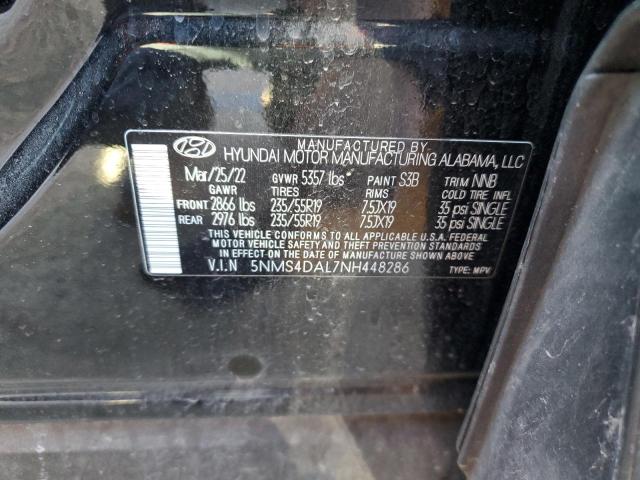 MANUFACTURED BY
HYUNDAI MOTOR MANUFACTURING ALABAMA, LLC
Mar/25/22 GVWR 5357 lbs PAINT S3B TRIM NNB
GAWR TIRES RIMS COLD TIRE INFL
FRONT 2866 lbs 235/55R19 7.5JX19 35 psi SINGLE
REAR 2976 lbs 235/55R19 7.5JX19 35 psi SINGLE
THIS VEHICLE CONFORMS TO ALL APPLICABLE U.S.A. FEDERAL
MOTOR VEHICLE SAFETY AND THEFT PREVENTION STANDARDS
IN EFFECT ON THE DATE OF MANUFACTURE SHOWN ABOVE.
V.I.N 5NMS4DAL7NH448286 TYPE: MPV